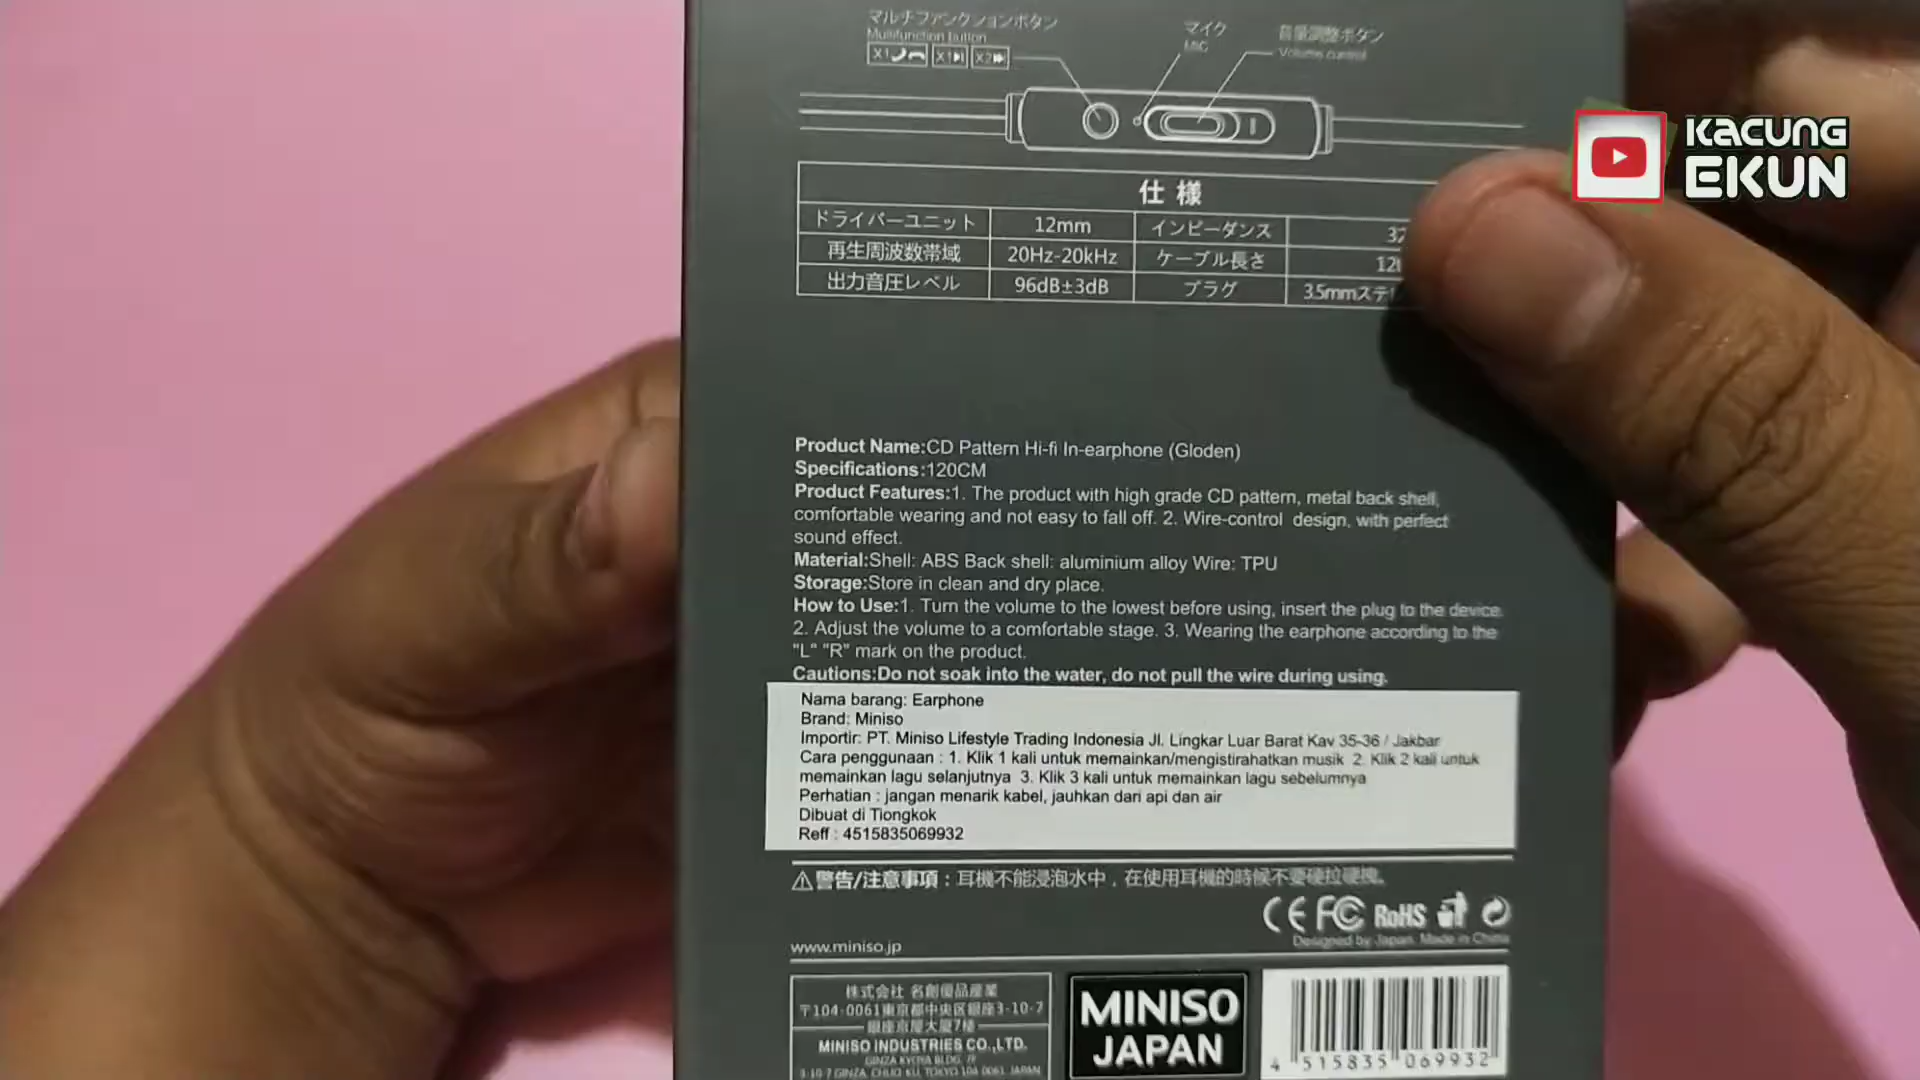 マルチファンクションボタン
Multifunction button
X1 X1 X2
マイク
MIC
音量調整ボタン
Volume control
KACUNG
EKUN
仕 様
ドライバーユニット 12mm インピーダンス
再生周波数帯域 20Hz-20kHz ケーブル長さ
出力音圧レベル 96dB±3dB プラグ 3.5mmステ
Product Name:CD Pattern Hi-fi In-earphone (Gloden)
Specifications:120CM
Product Features:1. The product with high grade CD pattern, metal back shell,
comfortable wearing and not easy to fall off. 2. Wire-control design, with perfect
sound effect.
Material:Shell: ABS Back shell: aluminium alloy Wire: TPU
Storage:Store in clean and dry place.
How to Use:1. Turn the volume to the lowest before using, insert the plug to the device.
2. Adjust the volume to a comfortable stage. 3. Wearing the earphone according to the
"L" "R" mark on the product.
Cautions:Do not soak into the water, do not pull the wire during using.
Nama barang: Earphone
Brand: Miniso
Importir: PT. Miniso Lifestyle Trading Indonesia Jl. Lingkar Luar Barat Kav 35-36 / Jakbar
Cara penggunaan : 1. Klik 1 kali untuk memainkan/mengistirahatkan musik 2. Klik 2 kali untuk
memainkan lagu selanjutnya 3. Klik 3 kali untuk memainkan lagu sebelumnya
Perhatian : jangan menarik kabel, jauhkan dari api dan air
Dibuat di Tiongkok
Reff : 4515835069932
警告/注意事項：耳機不能浸泡水中，在使用耳機的時候不要硬拉硬拽。
CE FC RoHS
Designed by Japan. Made in China
www.miniso.jp
株式会社 名創優品産業
〒104-0061東京都中央区銀座3-10-7
銀座京屋大厦7楼
MINISO INDUSTRIES CO.,LTD.
GINZA KYOYA BLDG. 7F
3-10-7 GINZA, CHUO-KU, TOKYO 104-0061 JAPAN
MINISO
JAPAN
4 515835 069932